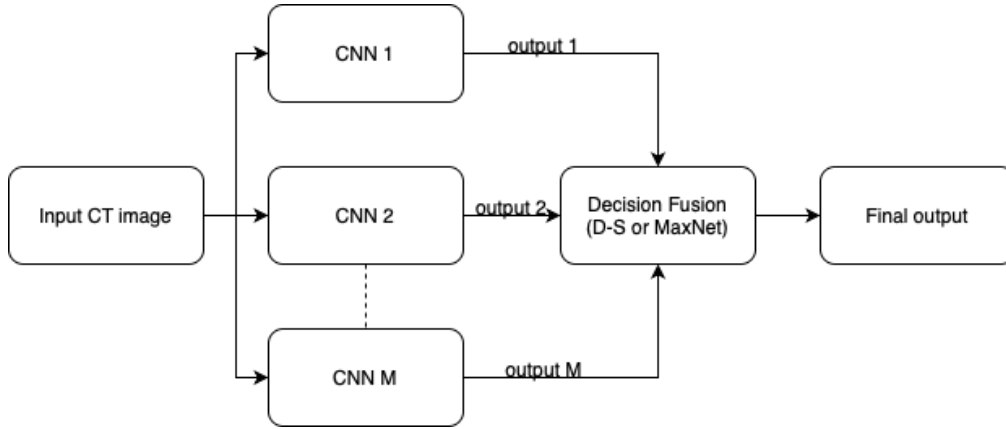 CNN 1
output 1
Input CT image
CNN 2
output 2
Decision Fusion
(D-S or MaxNet)
Final output
CNN M
output M